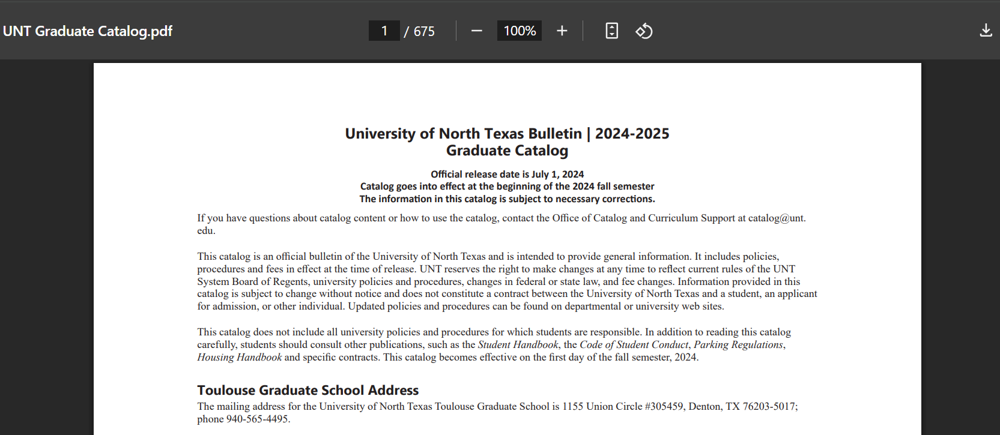 UNT Graduate Catalog.pdf
1 / 675
100%
University of North Texas Bulletin | 2024-2025
Graduate Catalog
Official release date is July 1, 2024
Catalog goes into effect at the beginning of the 2024 fall semester
The information in this catalog is subject to necessary corrections.
If you have questions about catalog content or how to use the catalog, contact the Office of Catalog and Curriculum Support at catalog@unt.
edu.
This catalog is an official bulletin of the University of North Texas and is intended to provide general information. It includes policies,
procedures and fees in effect at the time of release. UNT reserves the right to make changes at any time to reflect current rules of the UNT
System Board of Regents, university policies and procedures, changes in federal or state law, and fee changes. Information provided in this
catalog is subject to change without notice and does not constitute a contract between the University of North Texas and a student, an applicant
for admission, or other individual. Updated policies and procedures can be found on departmental or university web sites.
This catalog does not include all university policies and procedures for which students are responsible. In addition to reading this catalog
carefully, students should consult other publications, such as the Student Handbook, the Code of Student Conduct, Parking Regulations,
Housing Handbook and specific contracts. This catalog becomes effective on the first day of the fall semester, 2024.
Toulouse Graduate School Address
The mailing address for the University of North Texas Toulouse Graduate School is 1155 Union Circle #305459, Denton, TX 76203-5017;
phone 940-565-4495.